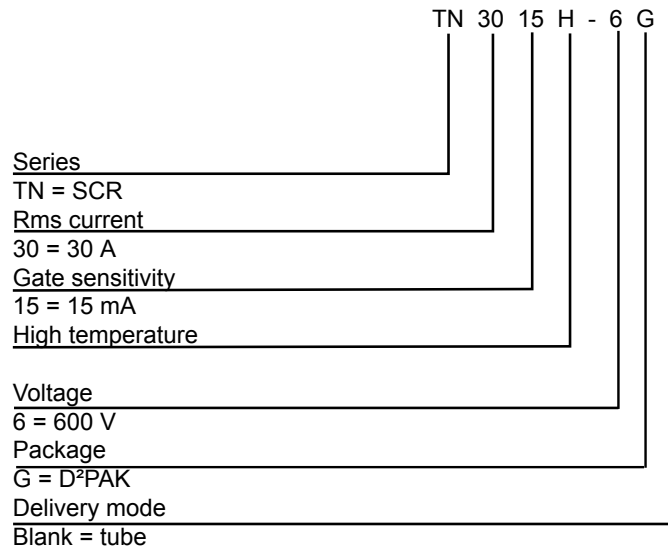 TN 30 15 H - 6 G
Series
TN = SCR
Rms current
30 = 30 A
Gate sensitivity
15 = 15 mA
High temperature
Voltage
6 = 600 V
Package
G = D²PAK
Delivery mode
Blank = tube